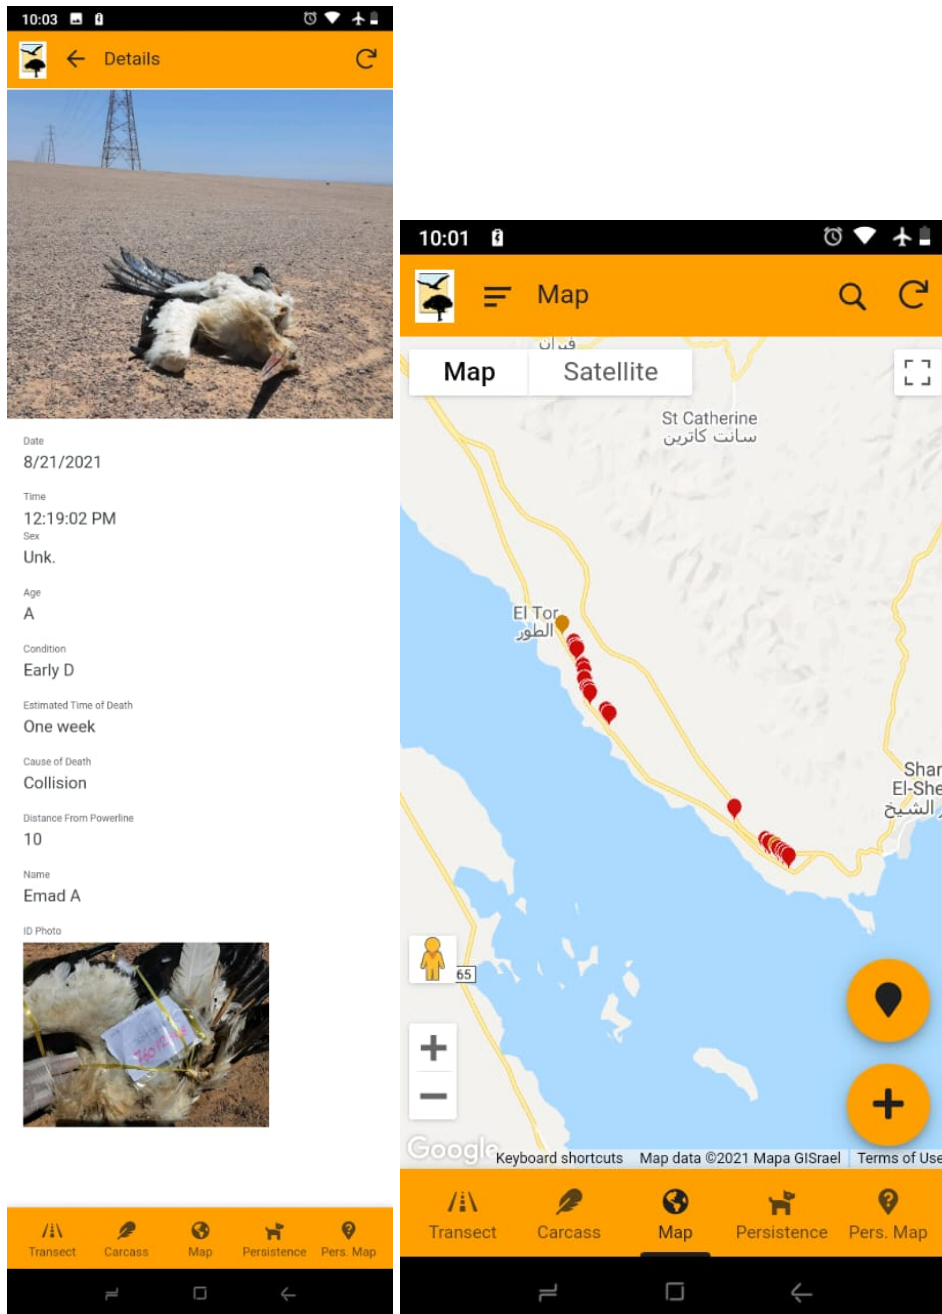 10:03
Details
Date
8/21/2021
Time
12:19:02 PM
Sex
Unk.
Age
A
Condition
Early D
Estimated Time of Death
One week
Cause of Death
Collision
Distance From Powerline
10
Name
Emad A
ID Photo
Transect Carcass Map Persistence Pers. Map
10:01
Map
Map Satellite
فيران
St Catherine
سانت كاترين
El Tor
الطور
Shar
El-She
الشيخ
65
Google
Keyboard shortcuts Map data ©2021 Mapa GISrael Terms of Use
Transect Carcass Map Persistence Pers. Map